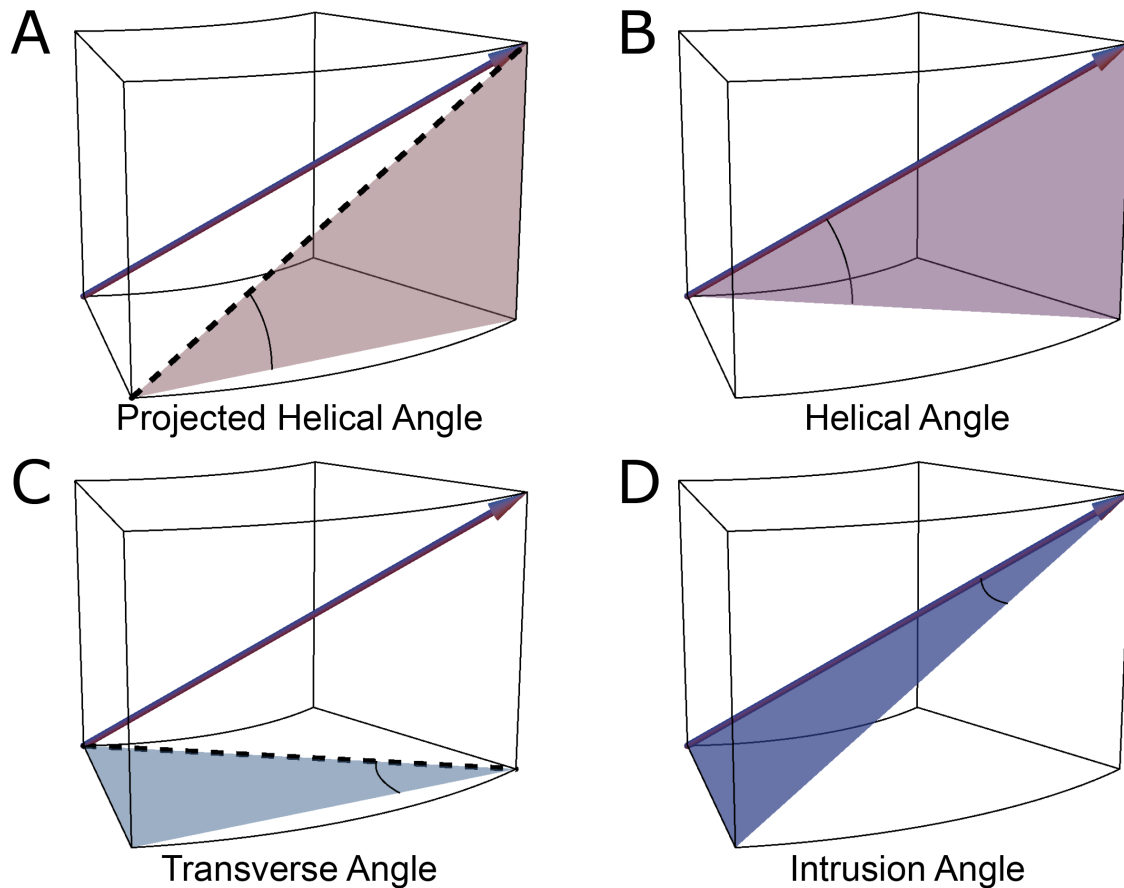 A
B
Projected Helical Angle
Helical Angle
C
D
Transverse Angle
Intrusion Angle